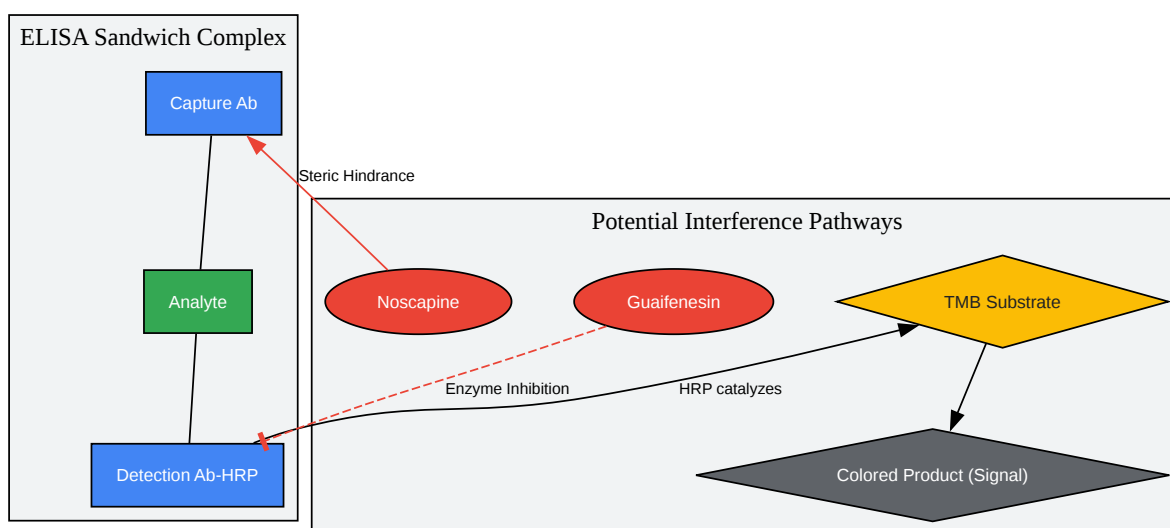 ELISA Sandwich Complex
Capture Ab
Steric Hindrance
Potential Interference Pathways
Analyte
Noscapine
Guaifenesin
TMB Substrate
Enzyme Inhibition
HRP catalyzes
Detection Ab-HRP
Colored Product (Signal)